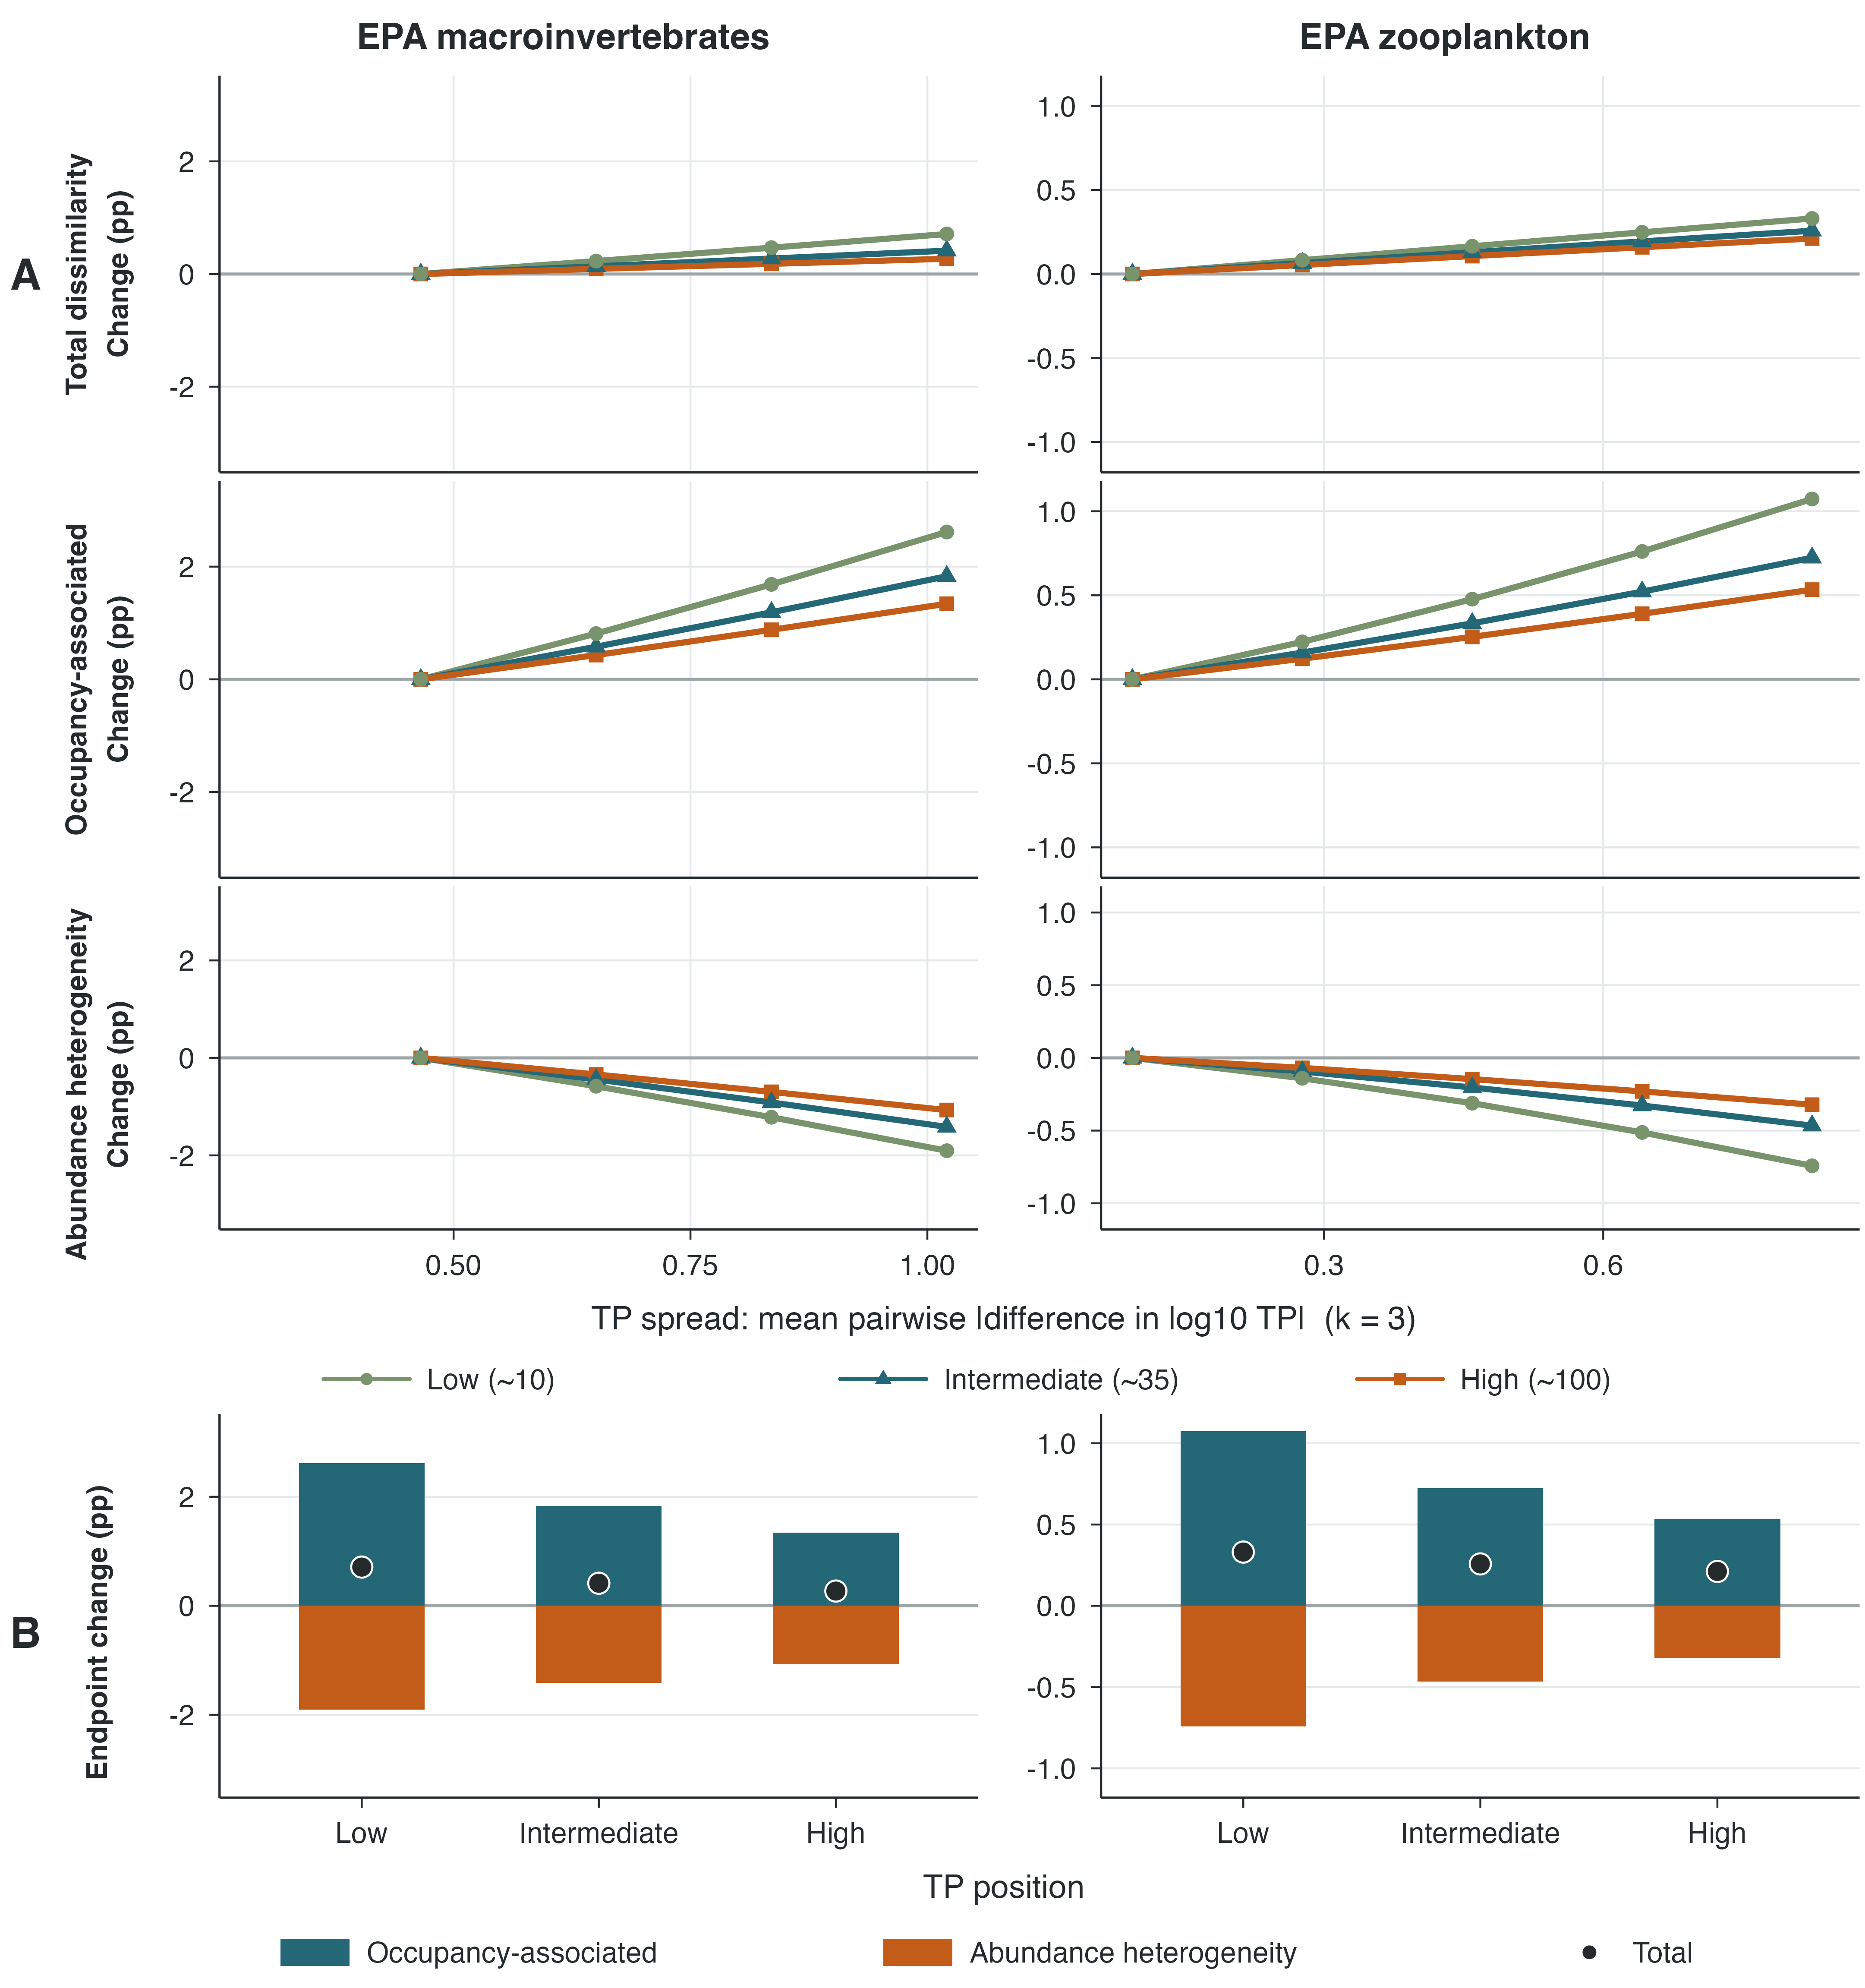 EPA macroinvertebrates
EPA zooplankton
A
Total dissimilarity
Change (pp)
2
0
-2
1.0
0.5
0.0
-0.5
-1.0
Occupancy-associated
Change (pp)
2
0
-2
1.0
0.5
0.0
-0.5
-1.0
Abundance heterogeneity
Change (pp)
2
0
-2
1.0
0.5
0.0
-0.5
-1.0
0.50 0.75 1.00
0.3 0.6
TP spread: mean pairwise |difference in log10 TP| (k = 3)
Low (~10) Intermediate (~35) High (~100)
B
Endpoint change (pp)
2
0
-2
1.0
0.5
0.0
-0.5
-1.0
Low Intermediate High
Low Intermediate High
TP position
Occupancy-associated Abundance heterogeneity Total